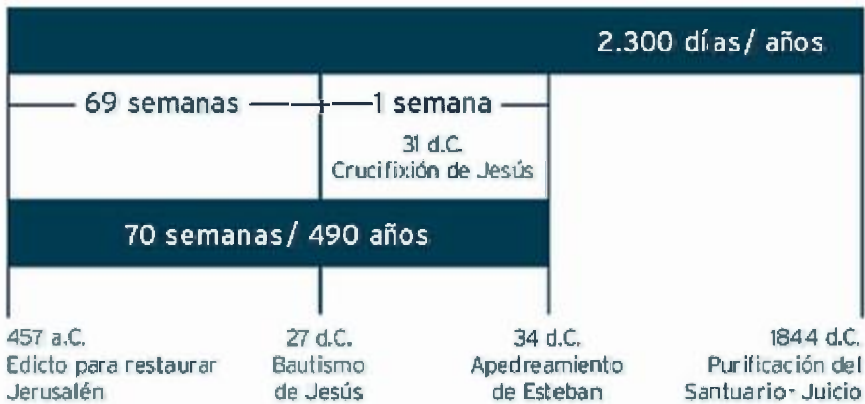 2.300 días/ años
69 semanas
1 semana
31 d.C.
Crucifixión de Jesús
70 semanas/ 490 años
457 a.C.
Edicto para restaurar
Jerusalén
27 d.C.
Bautismo
de Jesús
34 d.C.
Apedreamiento
de Esteban
1844 d.C.
Purificación del
Santuario- Juicio